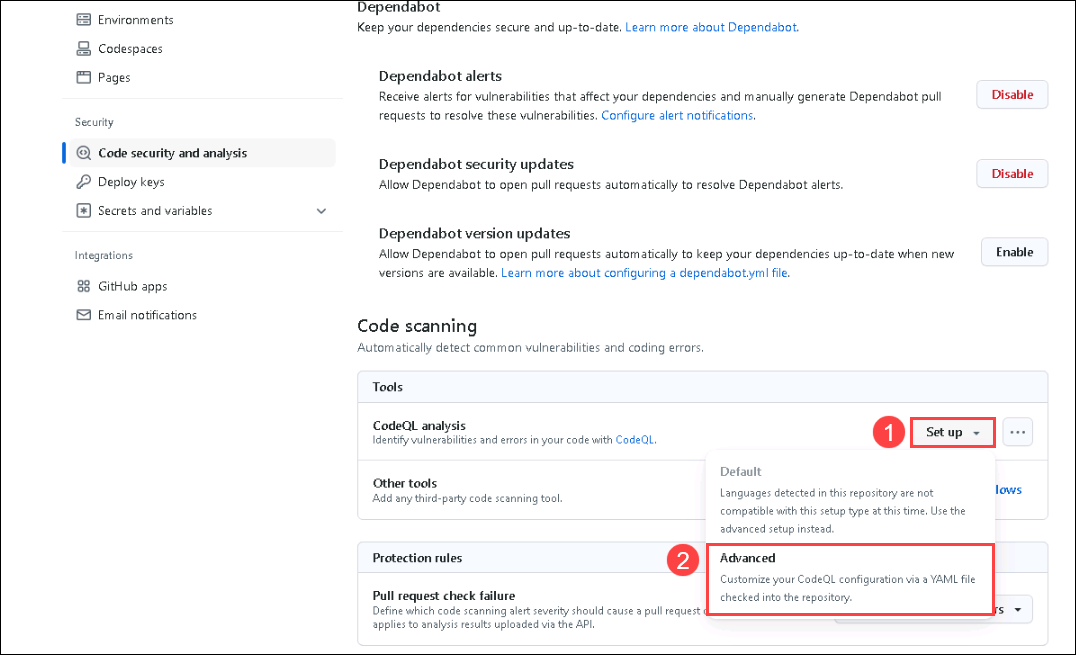 Environments
Codespaces
Pages
Security
Code security and analysis
Deploy keys
Secrets and variables
Integrations
GitHub apps
Email notifications
Dependabot
Keep your dependencies secure and up-to-date. Learn more about Dependabot.
Dependabot alerts
Receive alerts for vulnerabilities that affect your dependencies and manually generate Dependabot pull
requests to resolve these vulnerabilities. Configure alert notifications.
Disable
Dependabot security updates
Allow Dependabot to open pull requests automatically to resolve Dependabot alerts.
Disable
Dependabot version updates
Allow Dependabot to open pull requests automatically to keep your dependencies up-to-date when new
versions are available. Learn more about configuring a dependabot.yml file.
Enable
Code scanning
Automatically detect common vulnerabilities and coding errors.
Tools
CodeQL analysis
Identify vulnerabilities and errors in your code with CodeQL.
1
Set up
Other tools
Add any third-party code scanning tool.
lows
Default
Languages detected in this repository are not
compatible with this setup type at this time. Use the
advanced setup instead.
2
Advanced
Customize your CodeQL configuration via a YAML file
checked into the repository.
Protection rules
Pull request check failure
Define which code scanning alert severity should cause a pull request
applies to analysis results uploaded via the API.
rs